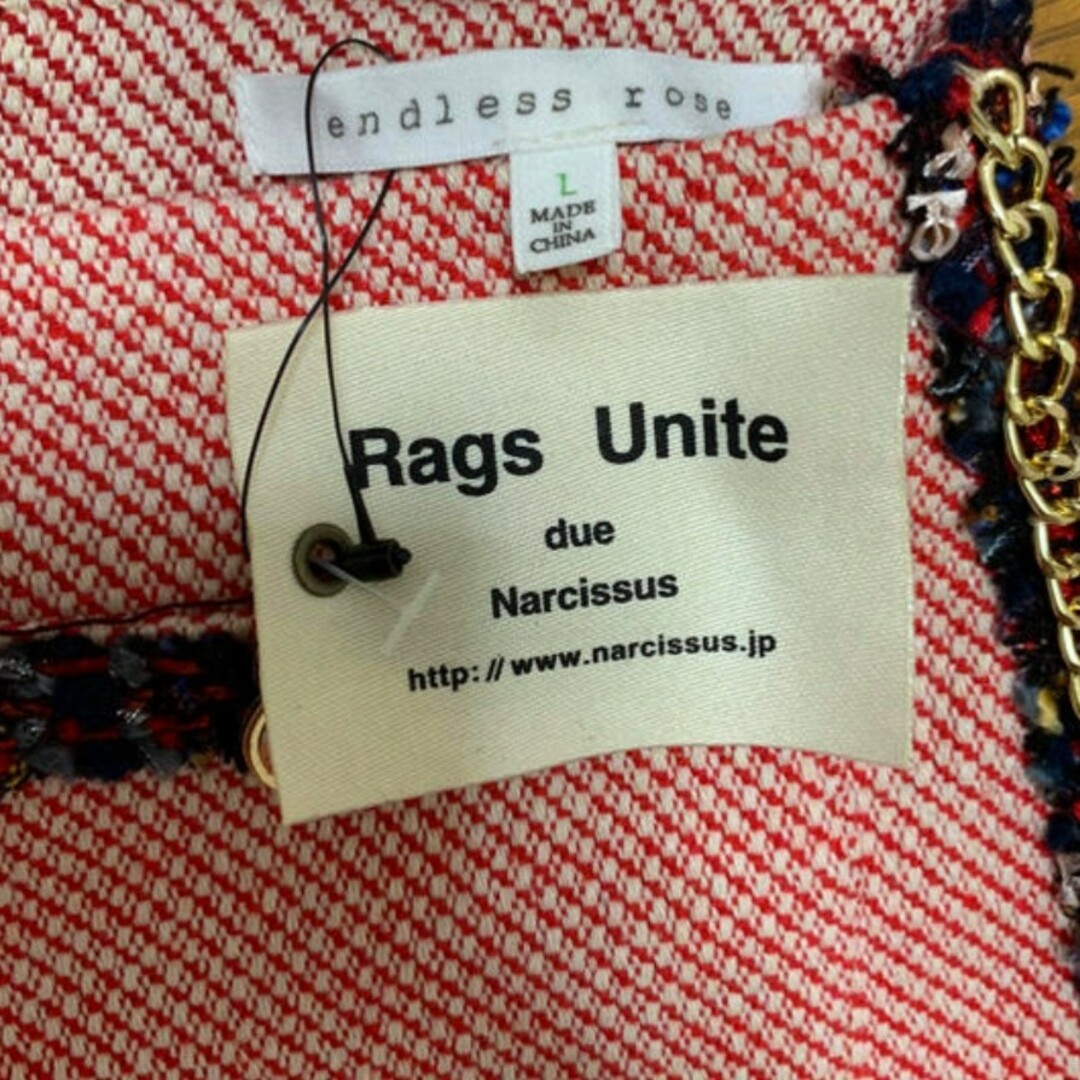 endless rose
L
MADE
IN
CHINA
Rags Unite
due
Narcissus
http://www.narcissus.jp